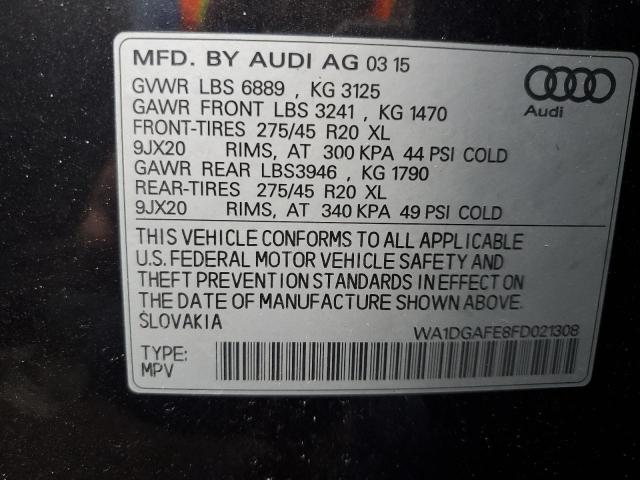 MFD. BY AUDI AG 03 15
GVWR LBS 6889 , KG 3125
GAWR FRONT LBS 3241 , KG 1470
FRONT-TIRES 275/45 R20 XL
9JX20 RIMS, AT 300 KPA 44 PSI COLD
GAWR REAR LBS3946 , KG 1790
REAR-TIRES 275/45 R20 XL
9JX20 RIMS, AT 340 KPA 49 PSI COLD
Audi
THIS VEHICLE CONFORMS TO ALL APPLICABLE
U.S. FEDERAL MOTOR VEHICLE SAFETY AND
THEFT PREVENTION STANDARDS IN EFFECT ON
THE DATE OF MANUFACTURE SHOWN ABOVE.
SLOVAKIA
WA1DGAFE8FD021308
TYPE:
MPV